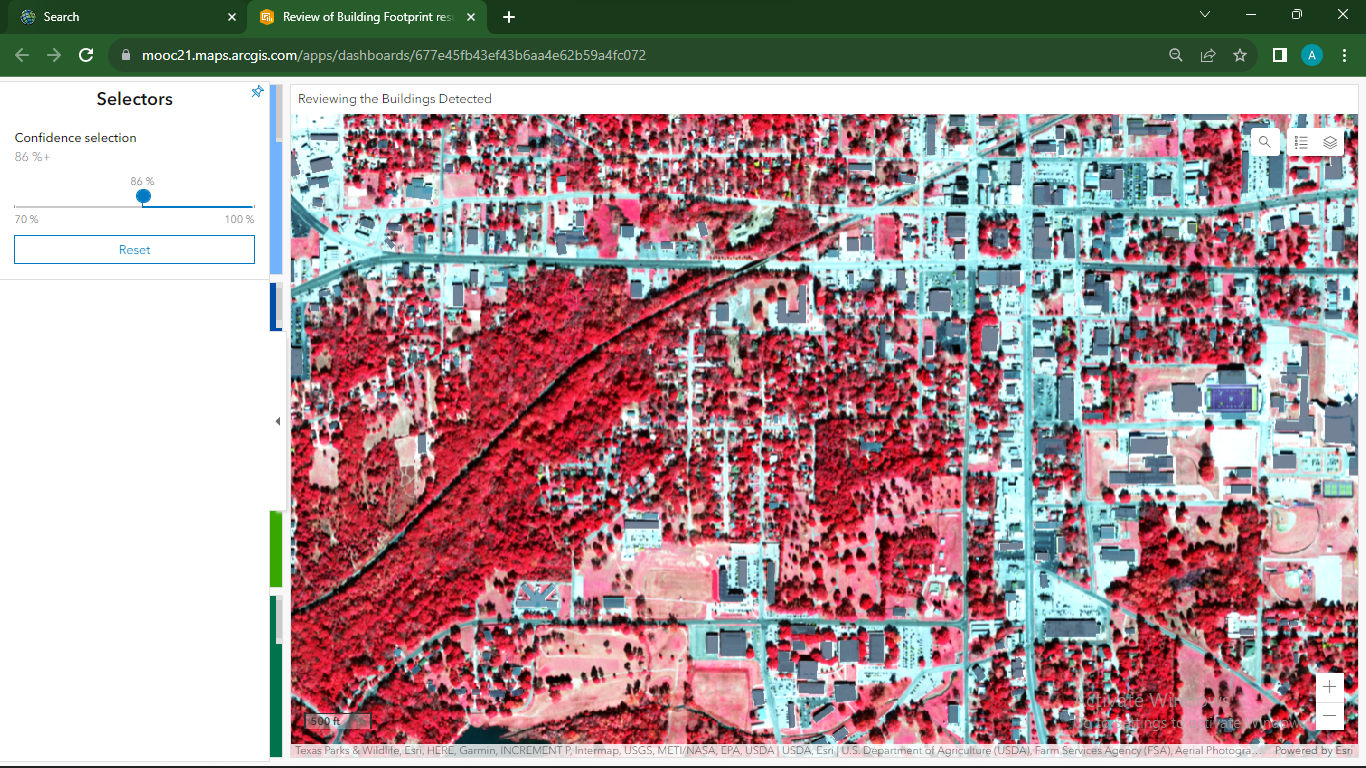 Search
Review of Building Footprint res
mooc21.maps.arcgis.com/apps/dashboards/677e45fb43ef43b6aa4e62b59a4fc072
A
Selectors
Reviewing the Buildings Detected
Confidence selection
86 %+
86 %
70 %
100 %
Reset
500 ft
Activate Windows
Go to Settings to activate Windows.
Texas Parks & Wildlife, Esri, HERE, Garmin, INCREMENT P, Intermap, USGS, METI/NASA, EPA, USDA | USDA, Esri | U.S. Department of Agriculture (USDA), Farm Services Agency (FSA), Aerial Photogra...
Powered by Esri